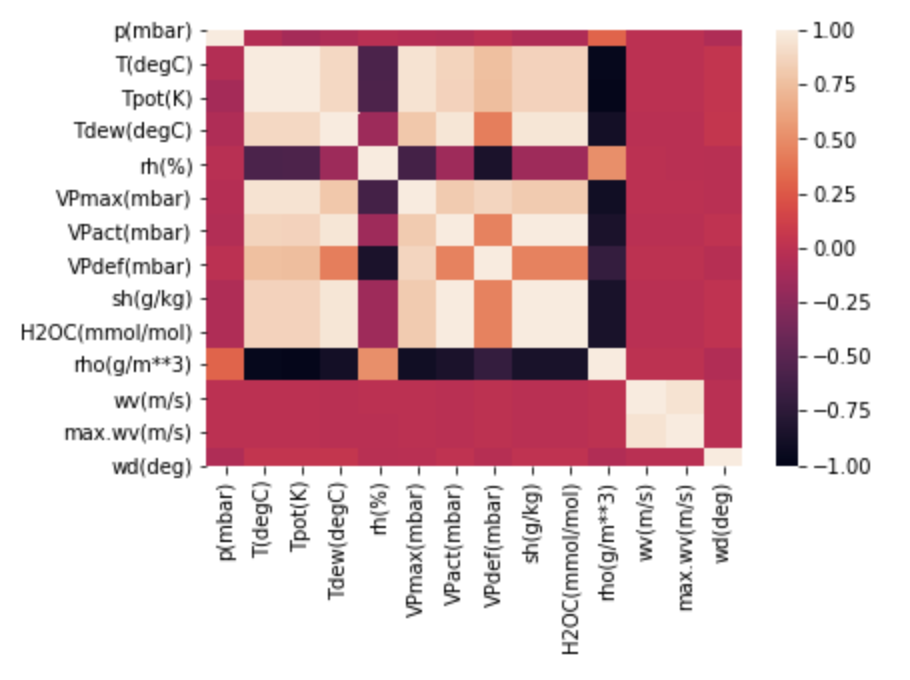 p(mbar)
T(degC)
Tpot(K)
Tdew(degC)
rh(%)
VPmax(mbar)
VPact(mbar)
VPdef(mbar)
sh(g/kg)
H2OC(mmol/mol)
rho(g/m**3)
wv(m/s)
max.wv(m/s)
wd(deg)
p(mbar)
T(degC)
Tpot(K)
Tdew(degC)
rh(%)
VPmax(mbar)
VPact(mbar)
VPdef(mbar)
sh(g/kg)
H2OC(mmol/mol)
rho(g/m**3)
wv(m/s)
max.wv(m/s)
wd(deg)
1.00
0.75
0.50
0.25
0.00
−0.25
−0.50
−0.75
−1.00